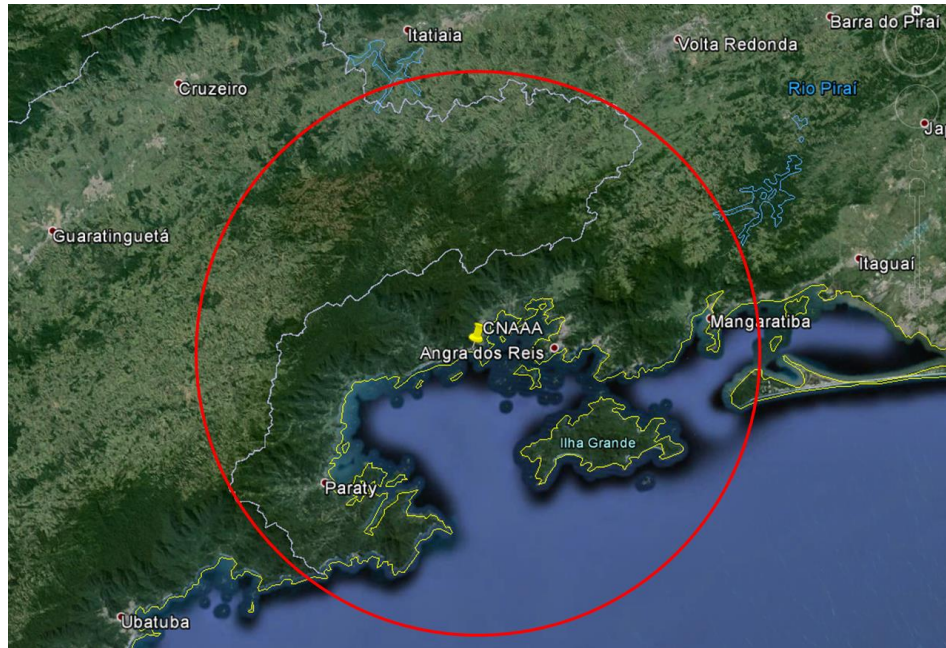 N
Itatiaia
Barra do Piraí
Volta Redonda
Cruzeiro
Rio Piraí
Jap
Guaratinguetá
Itaguaí
CNAAA
Mangaratiba
Angra dos Reis
Ilha Grande
Paraty
Ubatuba